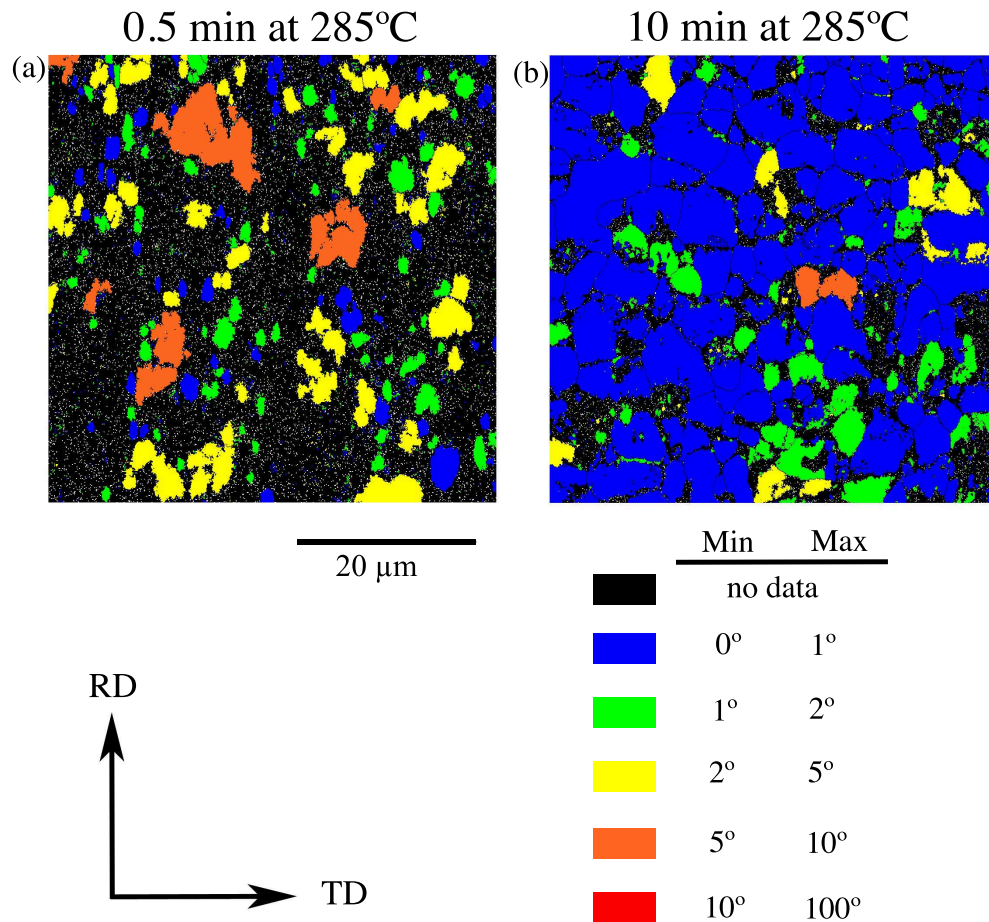 0.5 min at 285ºC
10 min at 285ºC
(a)
(b)
20 µm
Min Max
no data
0º 1º
1º 2º
2º 5º
5º 10º
10º 100º
RD
TD